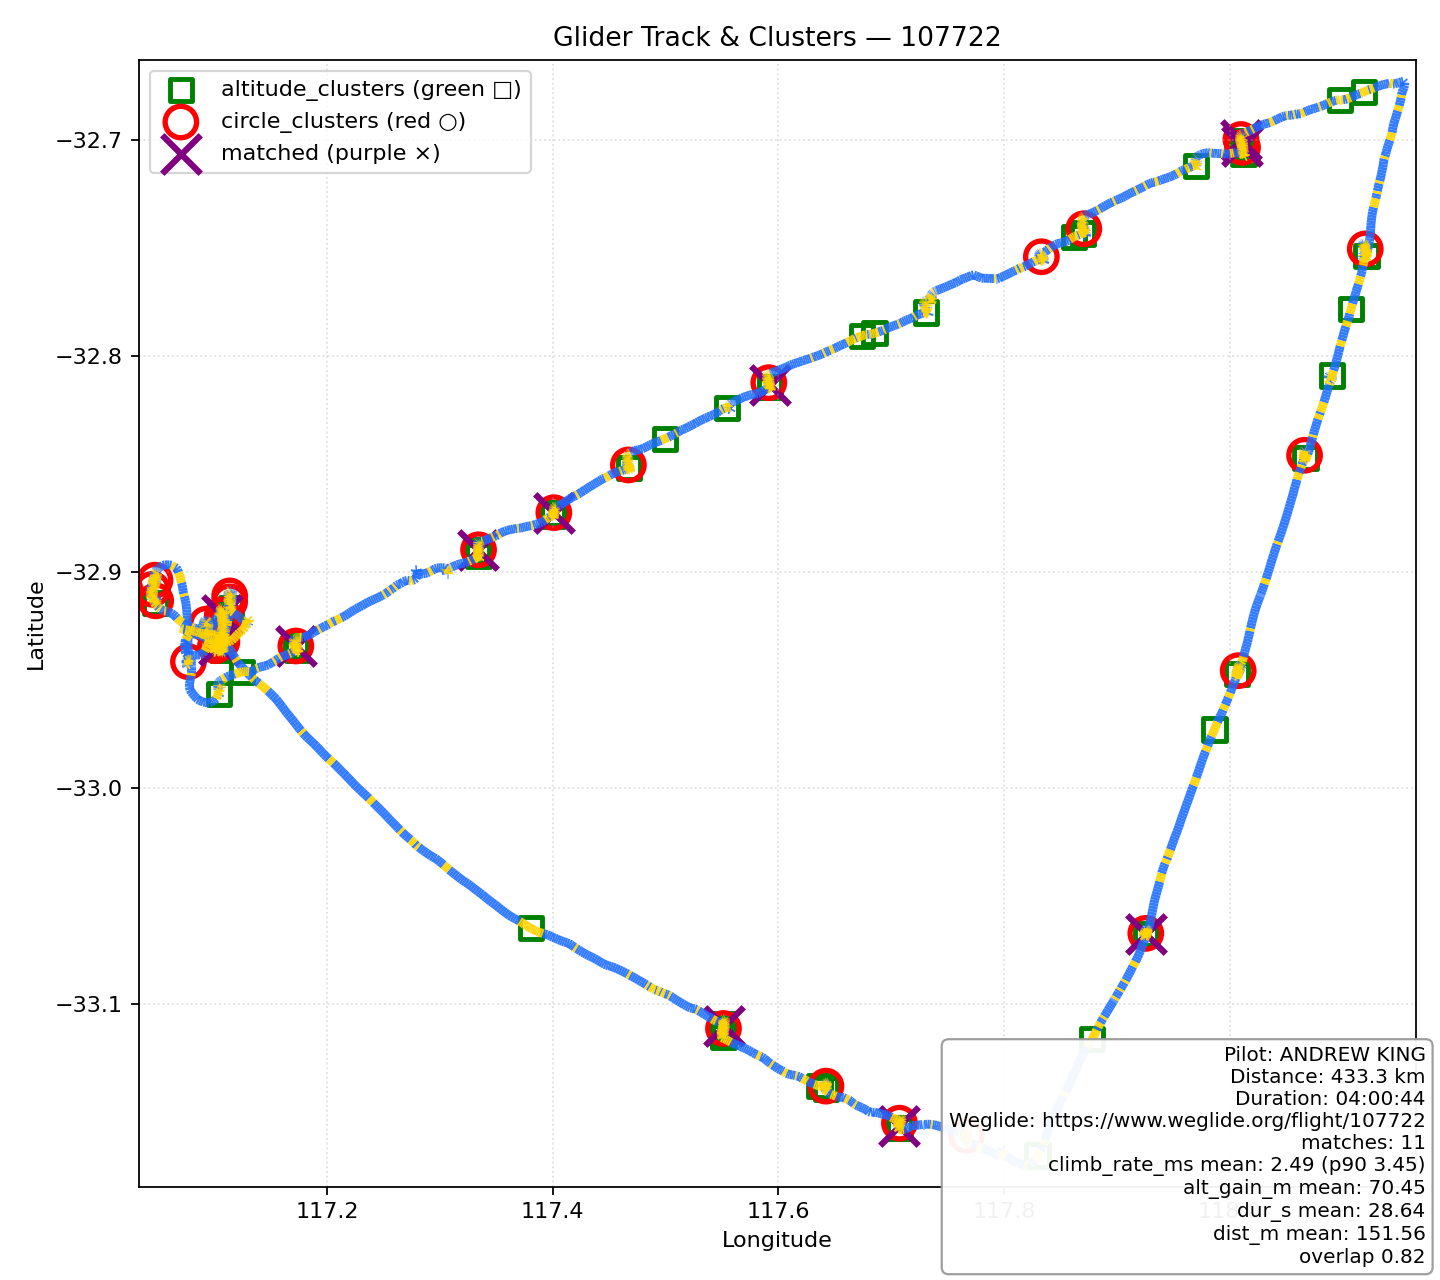 Glider Track & Clusters — 107722
altitude_clusters (green □)
circle_clusters (red ○)
matched (purple ×)
−32.7
−32.8
−32.9
−33.0
−33.1
Latitude
117.2
117.4
117.6
117.8
Longitude
Pilot: ANDREW KING
Distance: 433.3 km
Duration: 04:00:44
Weglide: https://www.weglide.org/flight/107722
matches: 11
climb_rate_ms mean: 2.49 (p90 3.45)
alt_gain_m mean: 70.45
dur_s mean: 28.64
dist_m mean: 151.56
overlap 0.82